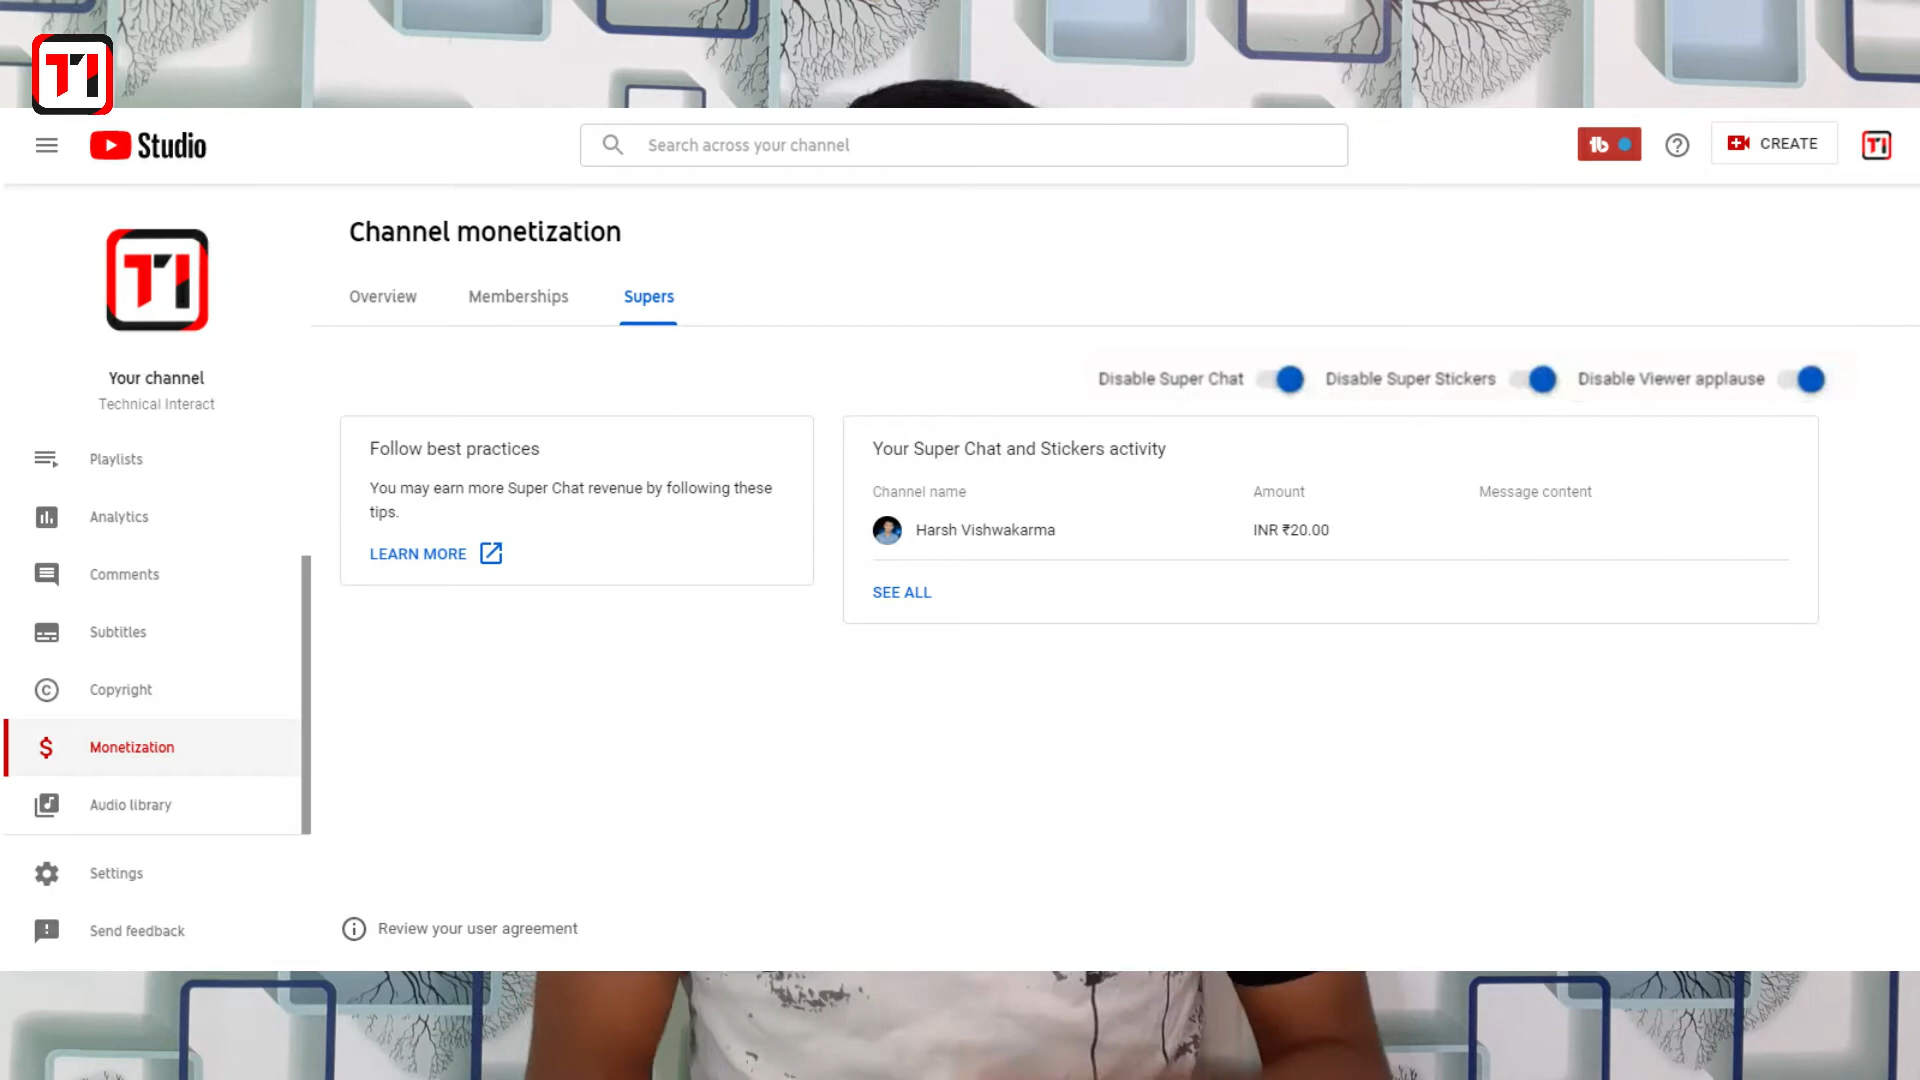 TI
Studio
Search across your channel
CREATE
TI
TI
Your channel
Technical Interact
Playlists
Analytics
Comments
Subtitles
Copyright
Monetization
Audio library
Settings
Send feedback
Channel monetization
Overview
Memberships
Supers
Disable Super Chat
Disable Super Stickers
Disable Viewer applause
Follow best practices
You may earn more Super Chat revenue by following these
tips.
LEARN MORE
Your Super Chat and Stickers activity
Channel name Amount Message content
Harsh Vishwakarma INR ₹20.00
SEE ALL
Review your user agreement